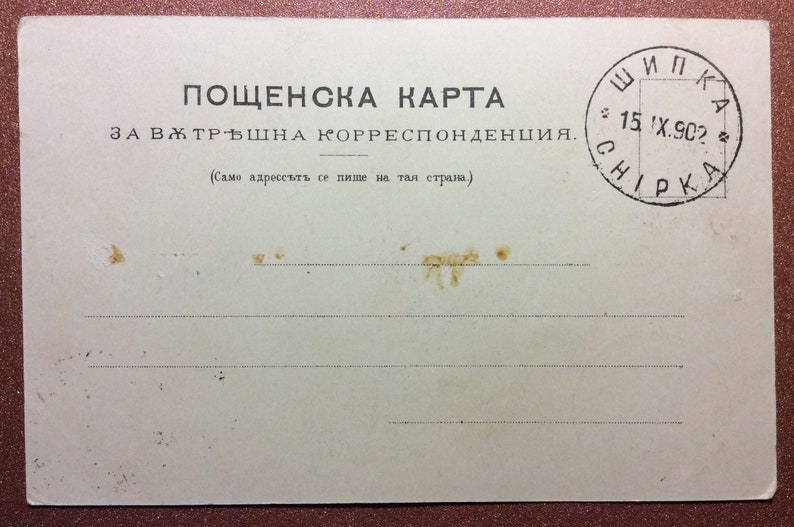 ПОЩЕНСКА КАРТА
ЗА ВѪТРѢШНА КОРРЕСПОНДЕНЦИЯ.
(Само адрессътъ се пише на тая страна.)
ШИПКА
15. IX. 902
CHIPKA